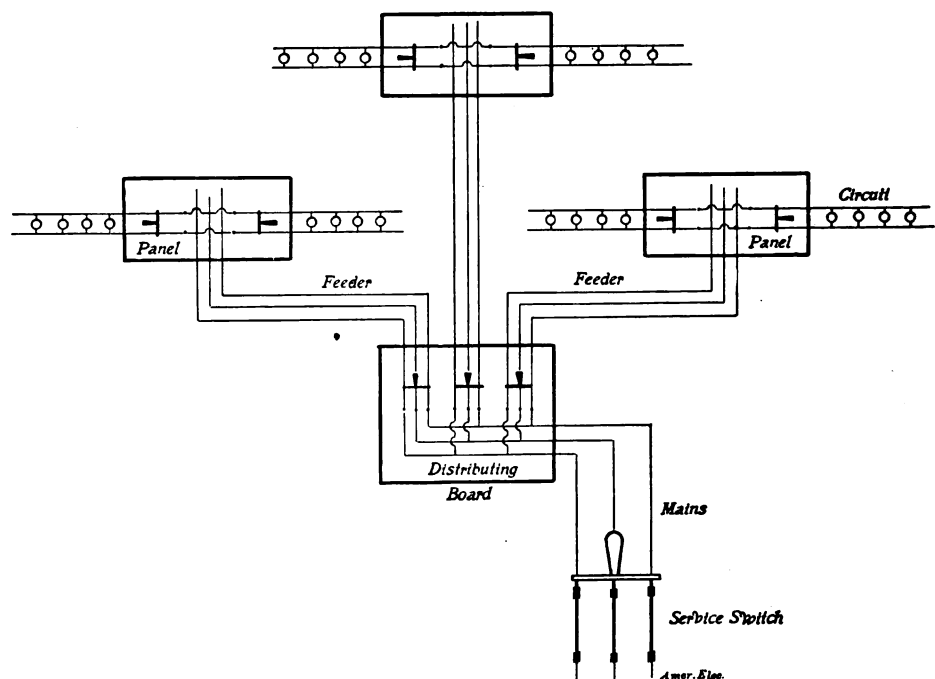 Circuit
Panel
Panel
Feeder
Feeder
Distributing
Board
Mains
Service Switch
Amer. Elec.